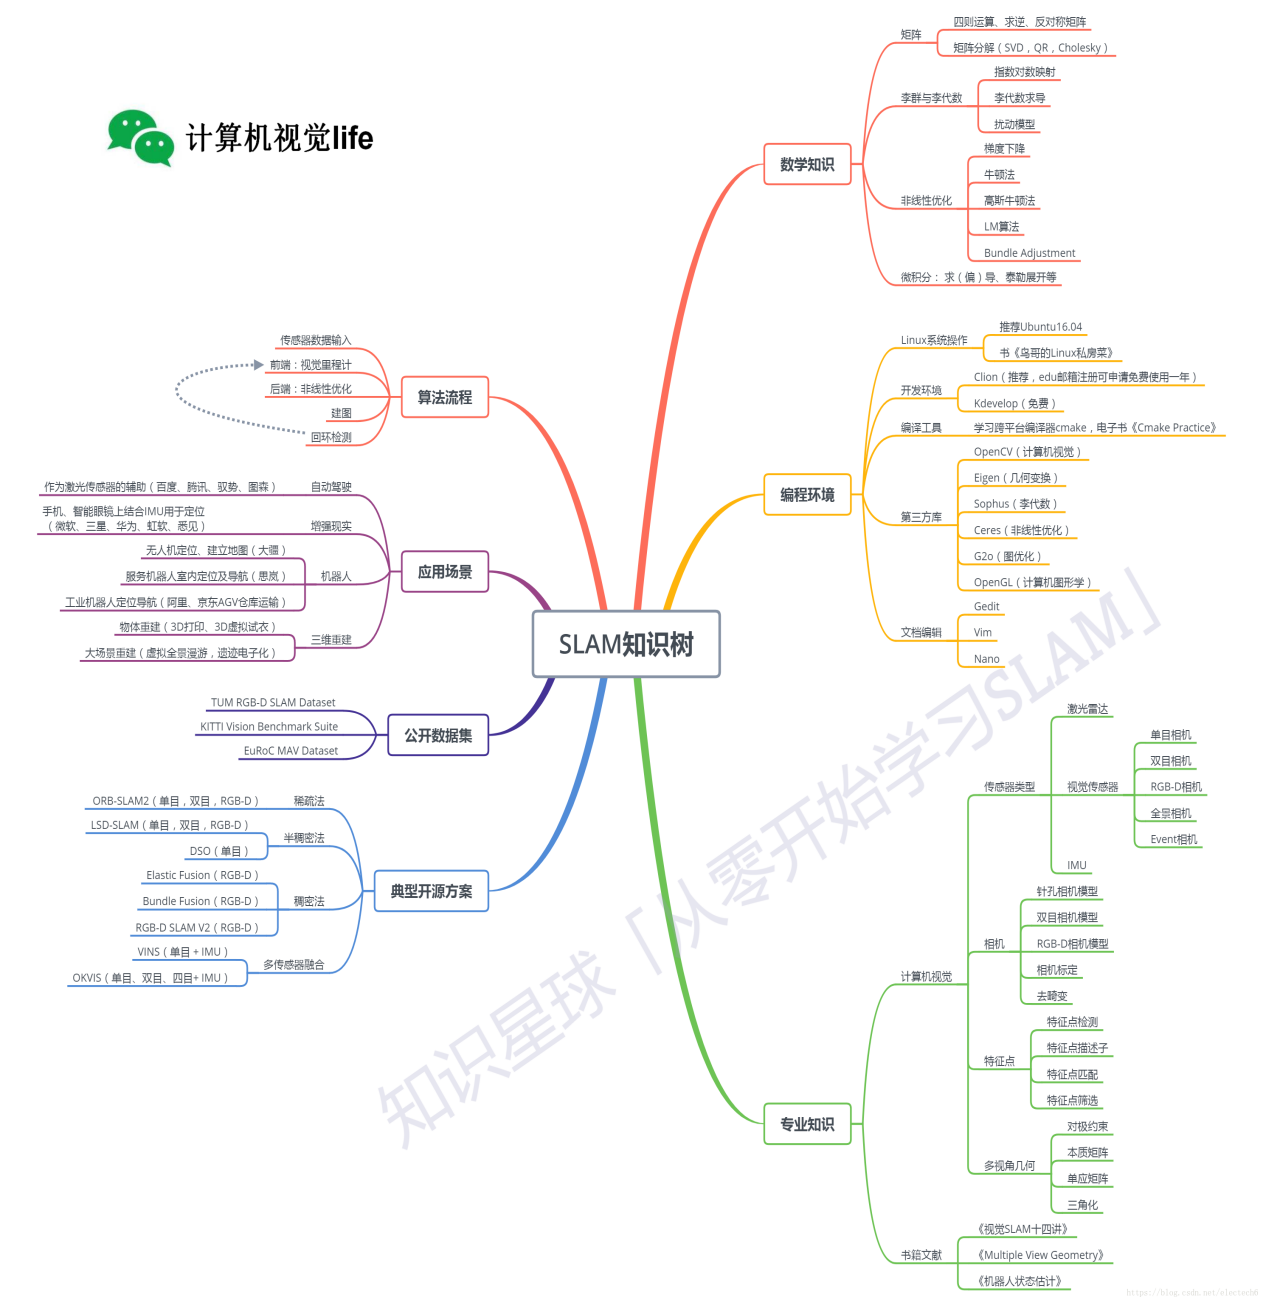 计算机视觉life
SLAM知识树
数学知识
矩阵
四则运算、求逆、反对称矩阵
矩阵分解（SVD，QR，Cholesky）
李群与李代数
指数对数映射
李代数求导
扰动模型
非线性优化
梯度下降
牛顿法
高斯牛顿法
LM算法
Bundle Adjustment
微积分： 求（偏）导、泰勒展开等
编程环境
Linux系统操作
推荐Ubuntu16.04
书《鸟哥的Linux私房菜》
开发环境
Clion（推荐，edu邮箱注册可申请免费使用一年）
Kdevelop（免费）
编译工具
学习跨平台编译器cmake，电子书《Cmake Practice》
第三方库
OpenCV（计算机视觉）
Eigen（几何变换）
Sophus（李代数）
Ceres（非线性优化）
G2o（图优化）
OpenGL（计算机图形学）
文档编辑
Gedit
Vim
Nano
专业知识
计算机视觉
传感器类型
激光雷达
视觉传感器
单目相机
双目相机
RGB-D相机
全景相机
Event相机
IMU
相机
针孔相机模型
双目相机模型
RGB-D相机模型
相机标定
去畸变
特征点
特征点检测
特征点描述子
特征点匹配
特征点筛选
多视角几何
对极约束
本质矩阵
单应矩阵
三角化
书籍文献
《视觉SLAM十四讲》
《Multiple View Geometry》
《机器人状态估计》
算法流程
传感器数据输入
前端：视觉里程计
后端：非线性优化
建图
回环检测
应用场景
自动驾驶
作为激光传感器的辅助（百度、腾讯、驭势、图森）
增强现实
手机、智能眼镜上结合IMU用于定位
（微软、三星、华为、虹软、悉见）
机器人
无人机定位、建立地图（大疆）
服务机器人室内定位及导航（思岚）
工业机器人定位导航（阿里、京东AGV仓库运输）
三维重建
物体重建（3D打印、3D虚拟试衣）
大场景重建（虚拟全景漫游，遗迹电子化）
公开数据集
TUM RGB-D SLAM Dataset
KITTI Vision Benchmark Suite
EuRoC MAV Dataset
典型开源方案
稀疏法
ORB-SLAM2（单目，双目，RGB-D）
半稠密法
LSD-SLAM（单目，双目，RGB-D）
DSO（单目）
稠密法
Elastic Fusion（RGB-D）
Bundle Fusion（RGB-D）
RGB-D SLAM V2（RGB-D）
多传感器融合
VINS（单目 + IMU ）
OKVIS（单目、双目、四目+ IMU ）
知识星球「从零开始学习SLAM」
https://blog.csdn.net/electech6